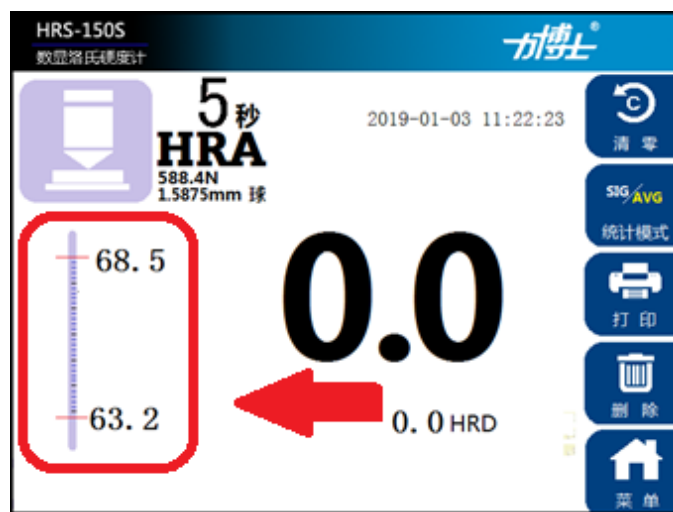 HRS-150S
数显洛氏硬度计
力博士®
5秒
HRA
588.4N
1.5875mm 球
2019-01-03 11:22:23
68.5
63.2
0.0
0.0 HRD
C
清 零
SIG/AVG
统计模式
打 印
删 除
菜 单